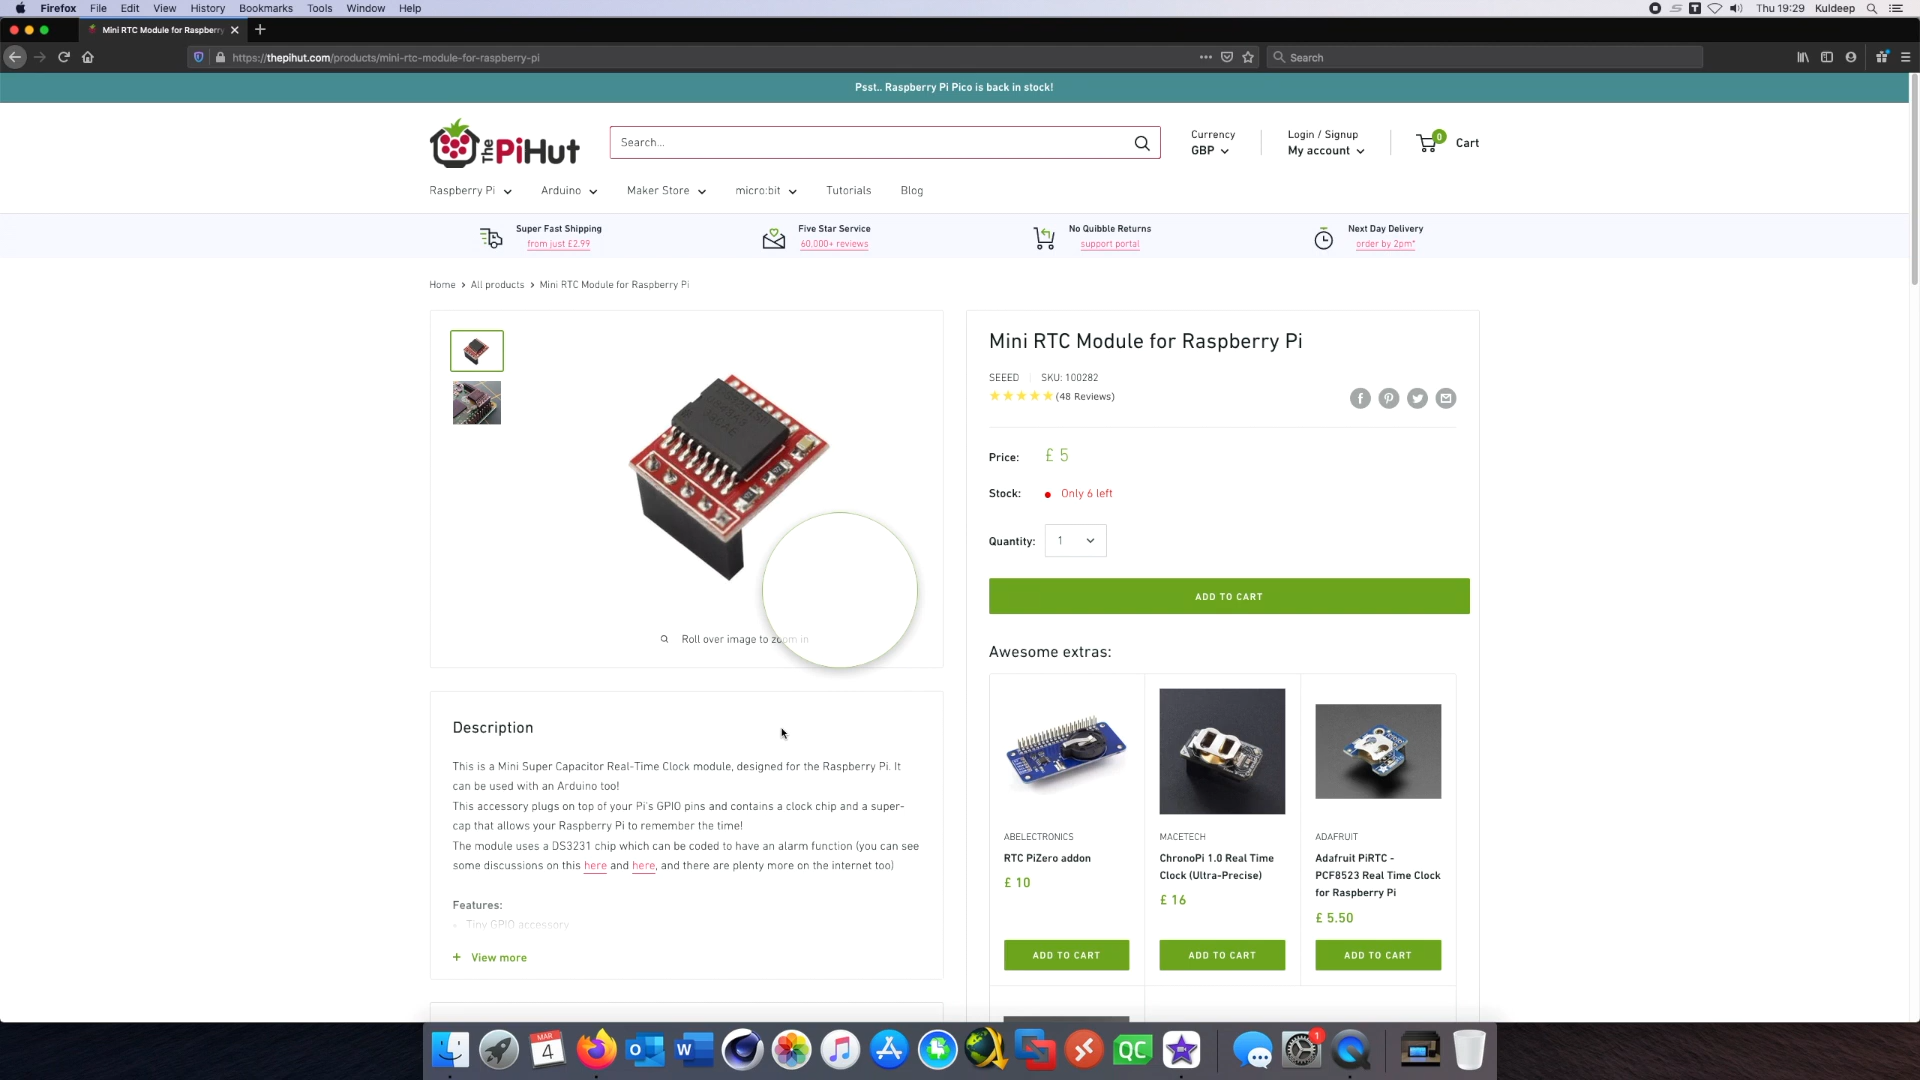 Firefox File Edit View History Bookmarks Tools Window Help
Thu 19:29 Kuldeep
Mini RTC Module for Raspberry
https://thepihut.com/products/mini-rtc-module-for-raspberry-pi
Search
Psst.. Raspberry Pi Pico is back in stock!
The PiHut
Search...
Currency
GBP
Login / Signup
My account
0
Cart
Raspberry Pi Arduino Maker Store micro:bit Tutorials Blog
Super Fast Shipping
from just £2.99
Five Star Service
60,000+ reviews
No Quibble Returns
support portal
Next Day Delivery
order by 2pm*
Home > All products > Mini RTC Module for Raspberry Pi
Roll over image to zoom in
Description
This is a Mini Super Capacitor Real-Time Clock module, designed for the Raspberry Pi. It
can be used with an Arduino too!
This accessory plugs on top of your Pi's GPIO pins and contains a clock chip and a super-
cap that allows your Raspberry Pi to remember the time!
The module uses a DS3231 chip which can be coded to have an alarm function (you can see
some discussions on this here and here, and there are plenty more on the internet too)
Features:
Tiny GPIO accessory
+ View more
Mini RTC Module for Raspberry Pi
SEEED SKU: 100282
(48 Reviews)
Price: £ 5
Stock: Only 6 left
Quantity: 1
ADD TO CART
Awesome extras:
ABELECTRONICS
RTC PiZero addon
£ 10
ADD TO CART
MACETECH
ChronoPi 1.0 Real Time
Clock (Ultra-Precise)
£ 16
ADD TO CART
ADAFRUIT
Adafruit PiRTC -
PCF8523 Real Time Clock
for Raspberry Pi
£ 5.50
ADD TO CART
MAR
4
O
W
QC
1